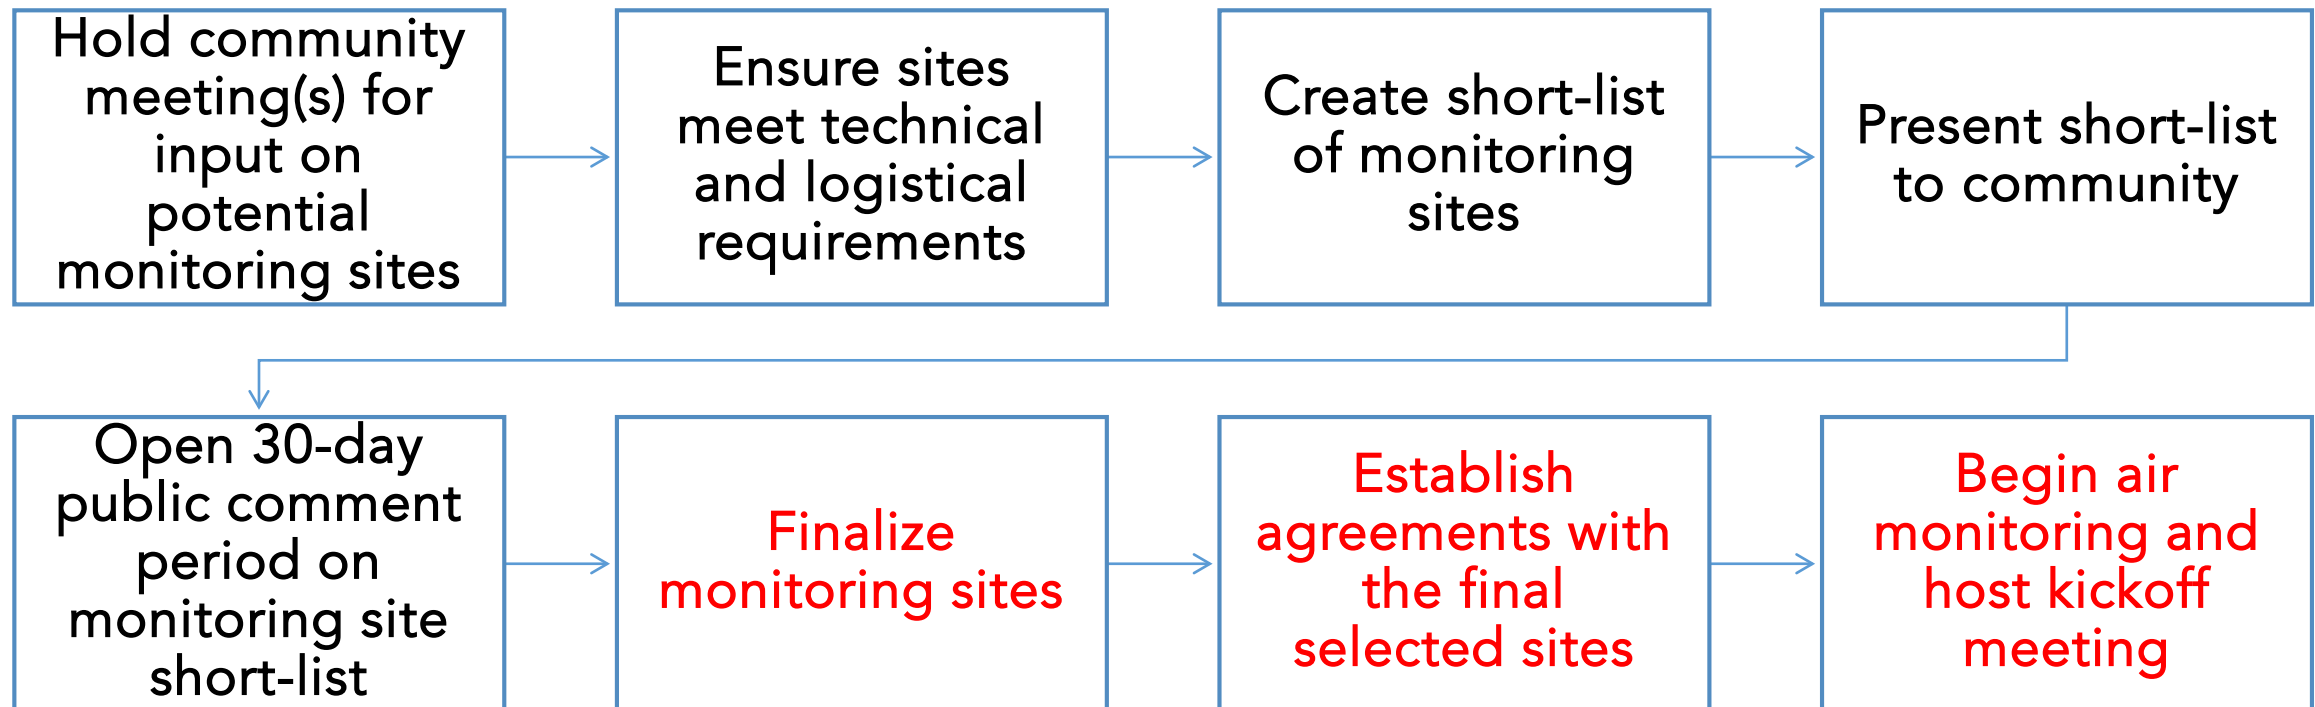 Hold community
meeting(s) for
input on
potential
monitoring sites
Ensure sites
meet technical
and logistical
requirements
Create short-list
of monitoring
sites
Present short-list
to community
Open 30-day
public comment
period on
monitoring site
short-list
Finalize
monitoring sites
Establish
agreements with
the final
selected sites
Begin air
monitoring and
host kickoff
meeting